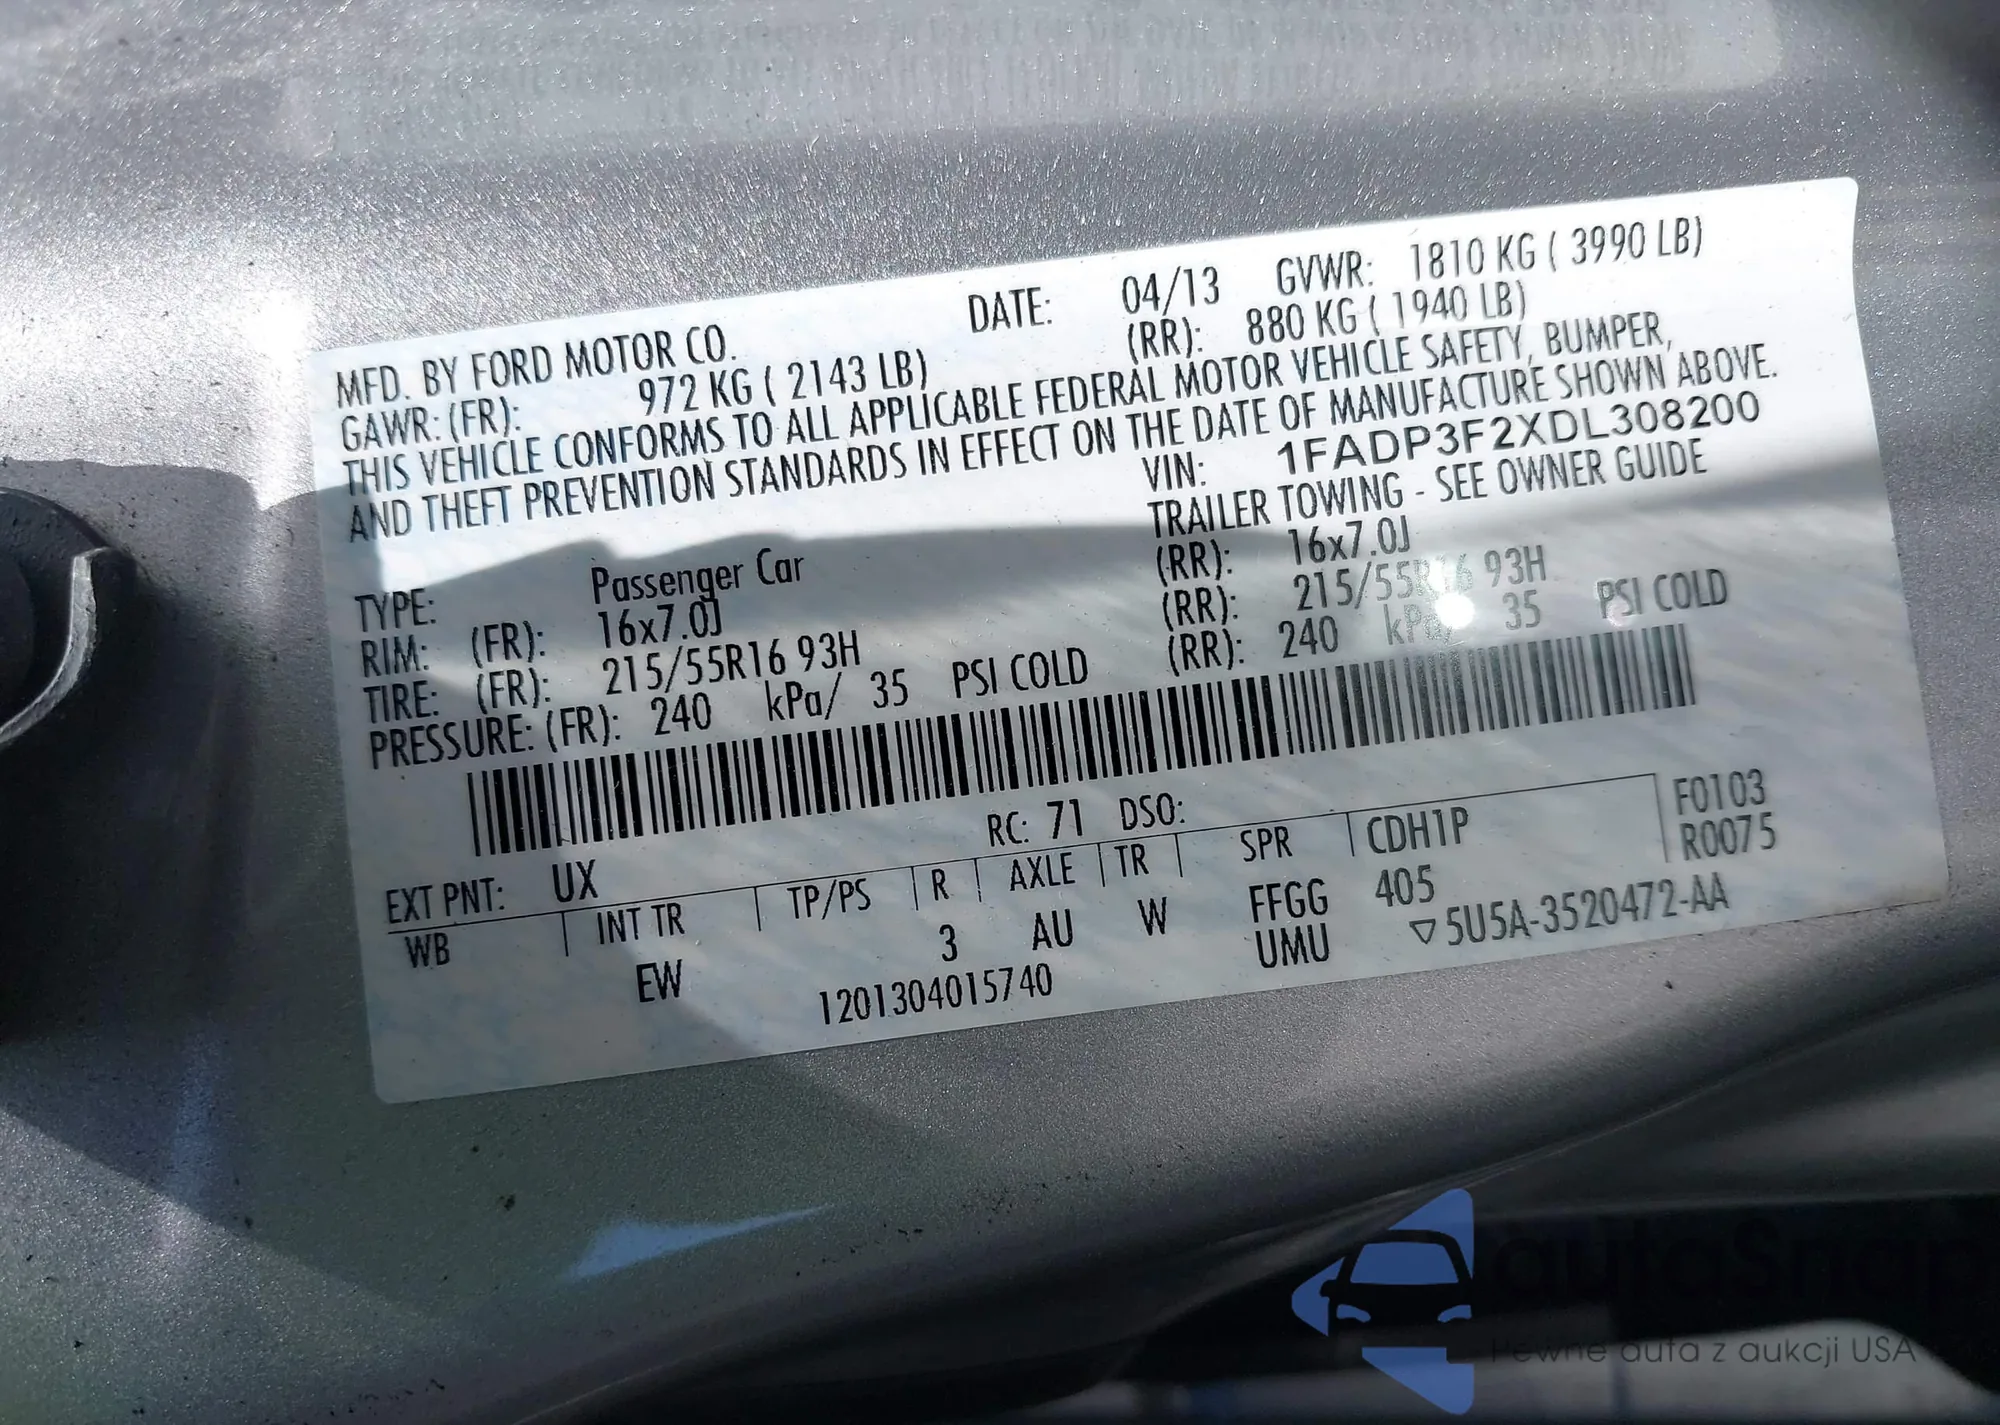 MFD. BY FORD MOTOR CO. DATE: 04/13 GVWR: 1810 KG ( 3990 LB)
GAWR: (FR): 972 KG ( 2143 LB) (RR): 880 KG ( 1940 LB)
THIS VEHICLE CONFORMS TO ALL APPLICABLE FEDERAL MOTOR VEHICLE SAFETY, BUMPER,
AND THEFT PREVENTION STANDARDS IN EFFECT ON THE DATE OF MANUFACTURE SHOWN ABOVE.
VIN: 1FADP3F2XDL308200
TYPE: Passenger Car TRAILER TOWING - SEE OWNER GUIDE
RIM: (FR): 16x7.0J (RR): 16x7.0J
TIRE: (FR): 215/55R16 93H (RR): 215/55R16 93H
PRESSURE: (FR): 240 kPa/ 35 PSI COLD (RR): 240 kPa/ 35 PSI COLD
EXT PNT: UX RC: 71 DSO: F0103
WB INT TR TP/PS R AXLE TR SPR CDH1P R0075
EW 3 AU W FFGG 405
UMU ▽5U5A-3520472-AA
1201304015740
autoSnap
Pewne auta z aukcji USA